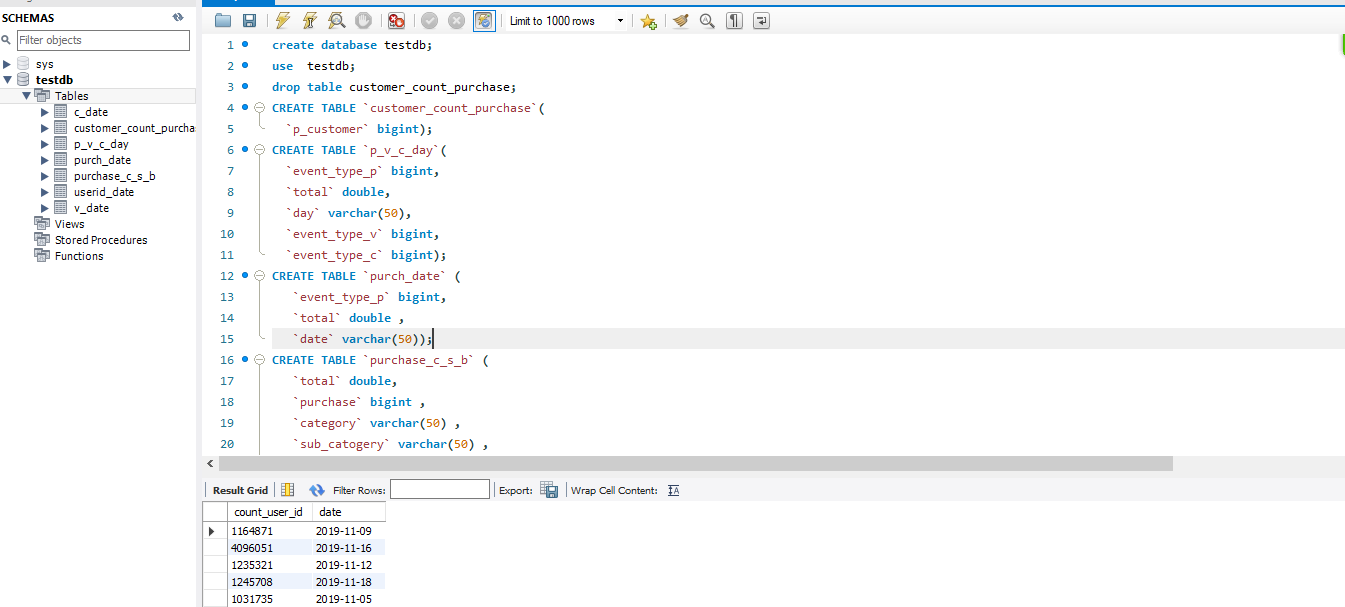 SCHEMAS
Filter objects
sys
testdb
Tables
c_date
customer_count_purcha
p_v_c_day
purch_date
purchase_c_s_b
userid_date
v_date
Views
Stored Procedures
Functions
Limit to 1000 rows
1 create database testdb;
2 use  testdb;
3 drop table customer_count_purchase;
4 CREATE TABLE `customer_count_purchase`(
5 `p_customer` bigint);
6 CREATE TABLE `p_v_c_day`(
7 `event_type_p` bigint,
8 `total` double,
9 `day` varchar(50),
10 `event_type_v` bigint,
11 `event_type_c` bigint);
12 CREATE TABLE `purch_date` (
13 `event_type_p` bigint,
14 `total` double ,
15 `date` varchar(50));
16 CREATE TABLE `purchase_c_s_b` (
17 `total` double,
18 `purchase` bigint ,
19 `category` varchar(50) ,
20 `sub_catogery` varchar(50) ,
Result Grid Filter Rows: Export: Wrap Cell Content:
count_user_id date
1164871 2019-11-09
4096051 2019-11-16
1235321 2019-11-12
1245708 2019-11-18
1031735 2019-11-05